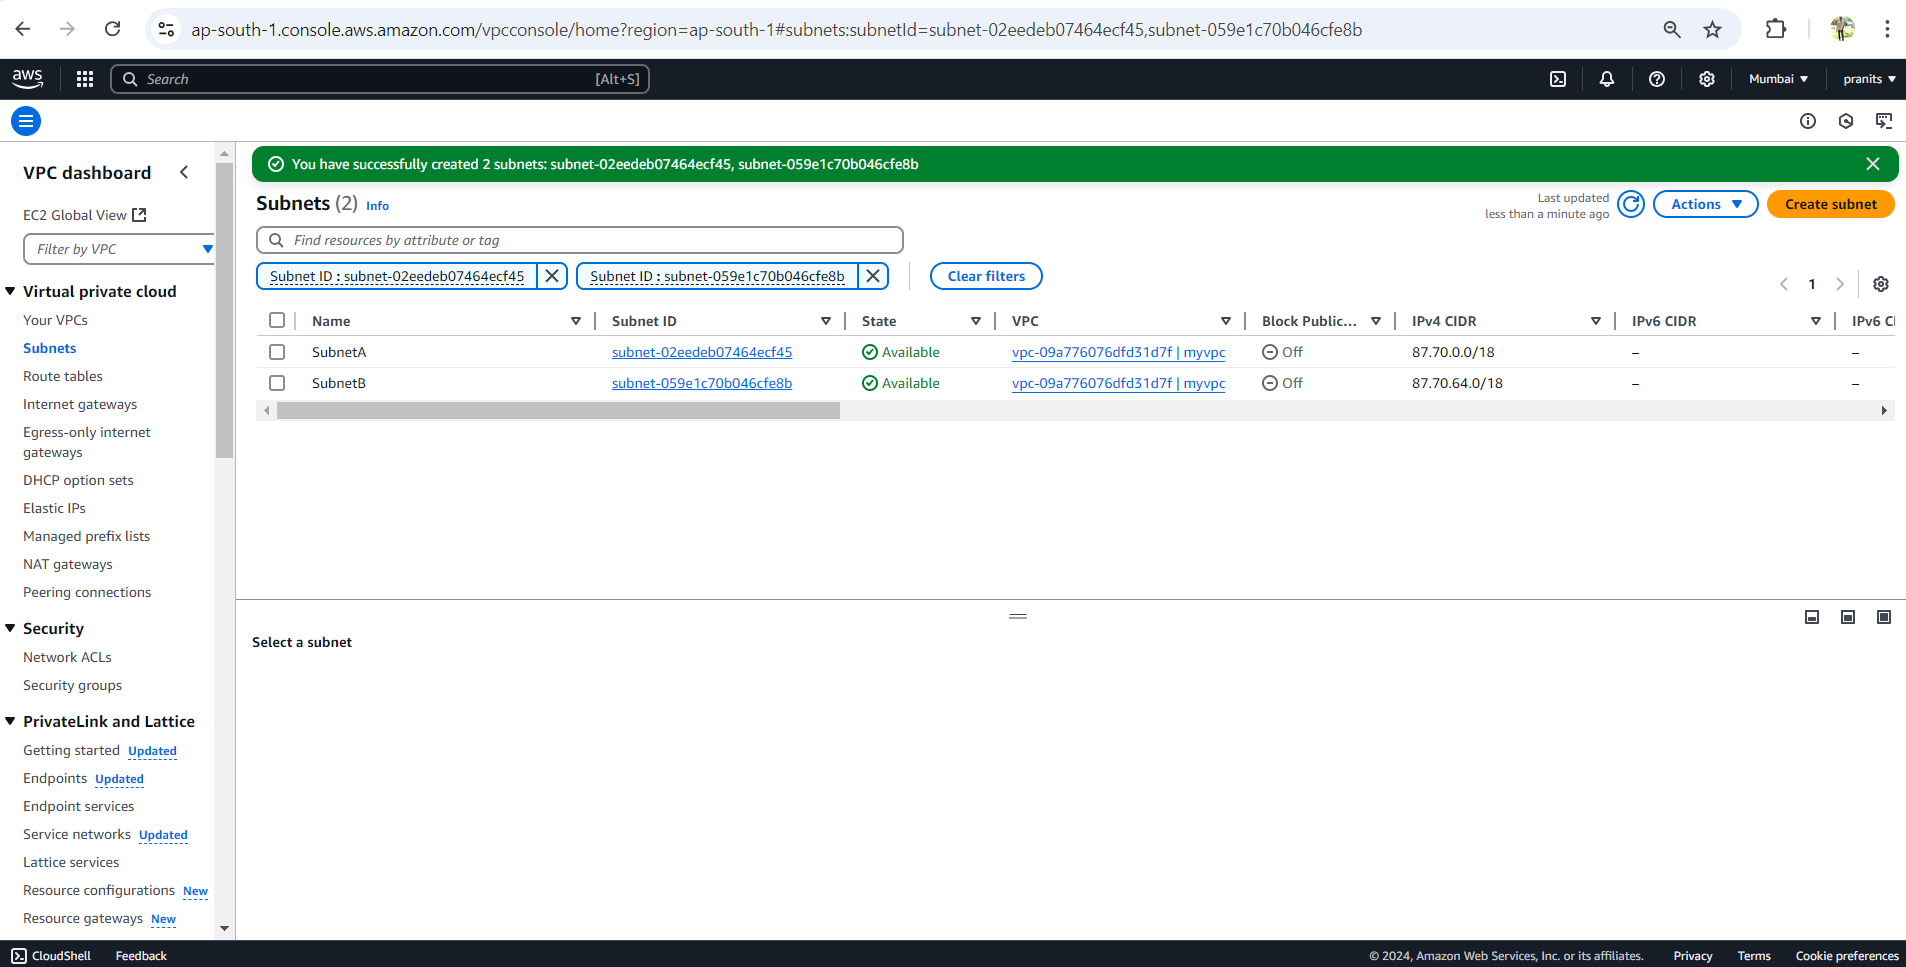 ap-south-1.console.aws.amazon.com/vpcconsole/home?region=ap-south-1#subnets:subnetId=subnet-02eedeb07464ecf45,subnet-059e1c70b046cfe8b
aws Search [Alt+S] Mumbai pranits
VPC dashboard
EC2 Global View
Filter by VPC
Virtual private cloud
Your VPCs
Subnets
Route tables
Internet gateways
Egress-only internet
gateways
DHCP option sets
Elastic IPs
Managed prefix lists
NAT gateways
Peering connections
Security
Network ACLs
Security groups
PrivateLink and Lattice
Getting started Updated
Endpoints Updated
Endpoint services
Service networks Updated
Lattice services
Resource configurations New
Resource gateways New
You have successfully created 2 subnets: subnet-02eedeb07464ecf45, subnet-059e1c70b046cfe8b
Subnets (2) Info
Last updated
less than a minute ago
Actions
Create subnet
Find resources by attribute or tag
Subnet ID : subnet-02eedeb07464ecf45 Subnet ID : subnet-059e1c70b046cfe8b Clear filters
1
Name Subnet ID State VPC Block Public... IPv4 CIDR IPv6 CIDR IPv6 CI
SubnetA subnet-02eedeb07464ecf45 Available vpc-09a776076dfd31d7f | myvpc Off 87.70.0.0/18 – –
SubnetB subnet-059e1c70b046cfe8b Available vpc-09a776076dfd31d7f | myvpc Off 87.70.64.0/18 – –
Select a subnet
CloudShell Feedback © 2024, Amazon Web Services, Inc. or its affiliates. Privacy Terms Cookie preferences